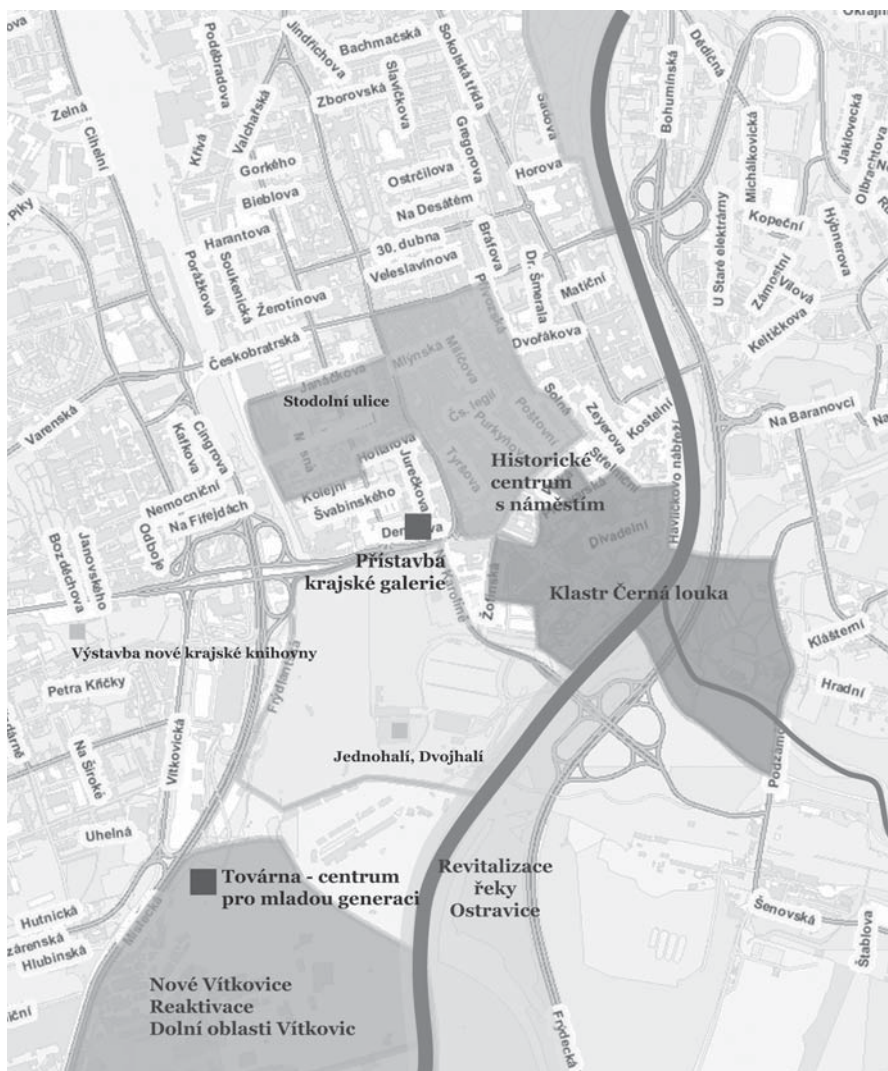 Poděbradova
Jindřichova
Bachmačská
Slavíčkova
Sokolská třída
Sadová
Bohumínská
Dědičná
Okrajní
Zelná
Cihelní
Valchařská
Křivá
Zborovská
Gregorova
Michálkovická
Jaklovecká
Olbrachtova
Gorkého
Ostrčilova
Horova
Bieblova
Na Desátém
Kopeční
Hýbnerova
Harantova
30. dubna
Brafova
Dr. Šmerala
Matiční
U Staré elektrárny
Zámostní
Vilová
Porážková
Soukenická
Veleslavínova
Žerotínova
Dvořákova
Keltičkova
Českobratrská
Mlýnská
Milíčova
Janáčkova
Stodolní ulice
Čs. legií
Poštovní
Solná
Zeyerova
Kostelní
Na Baranovci
Varenská
Kafkova
Cingrova
Purkyňova
Hollarova
Tyršova
Historické
centrum
s náměstím
Havlíčkovo nábřeží
Nemocniční
Kolejní
Jurečkova
Švabinského
Na Fifejdách
Divadelní
Odboje
Janovského
Bozděchova
Přístavba
krajské galerie
Žofinská
Klastr Černá louka
Klášterní
Výstavba nové krajské knihovny
Petra Křičky
Frýdlantská
Hradní
Na Široké
Vítkovická
Jednohalí, Dvojhalí
Uhelná
Revitalizace
řeky
Ostravice
Továrna - centrum
pro mladou generaci
Hutnická
Hlubinská
Místecká
Šenovská
Štáblova
Nové Vítkovice
Reaktivace
Dolní oblasti Vítkovic
Frýdecká